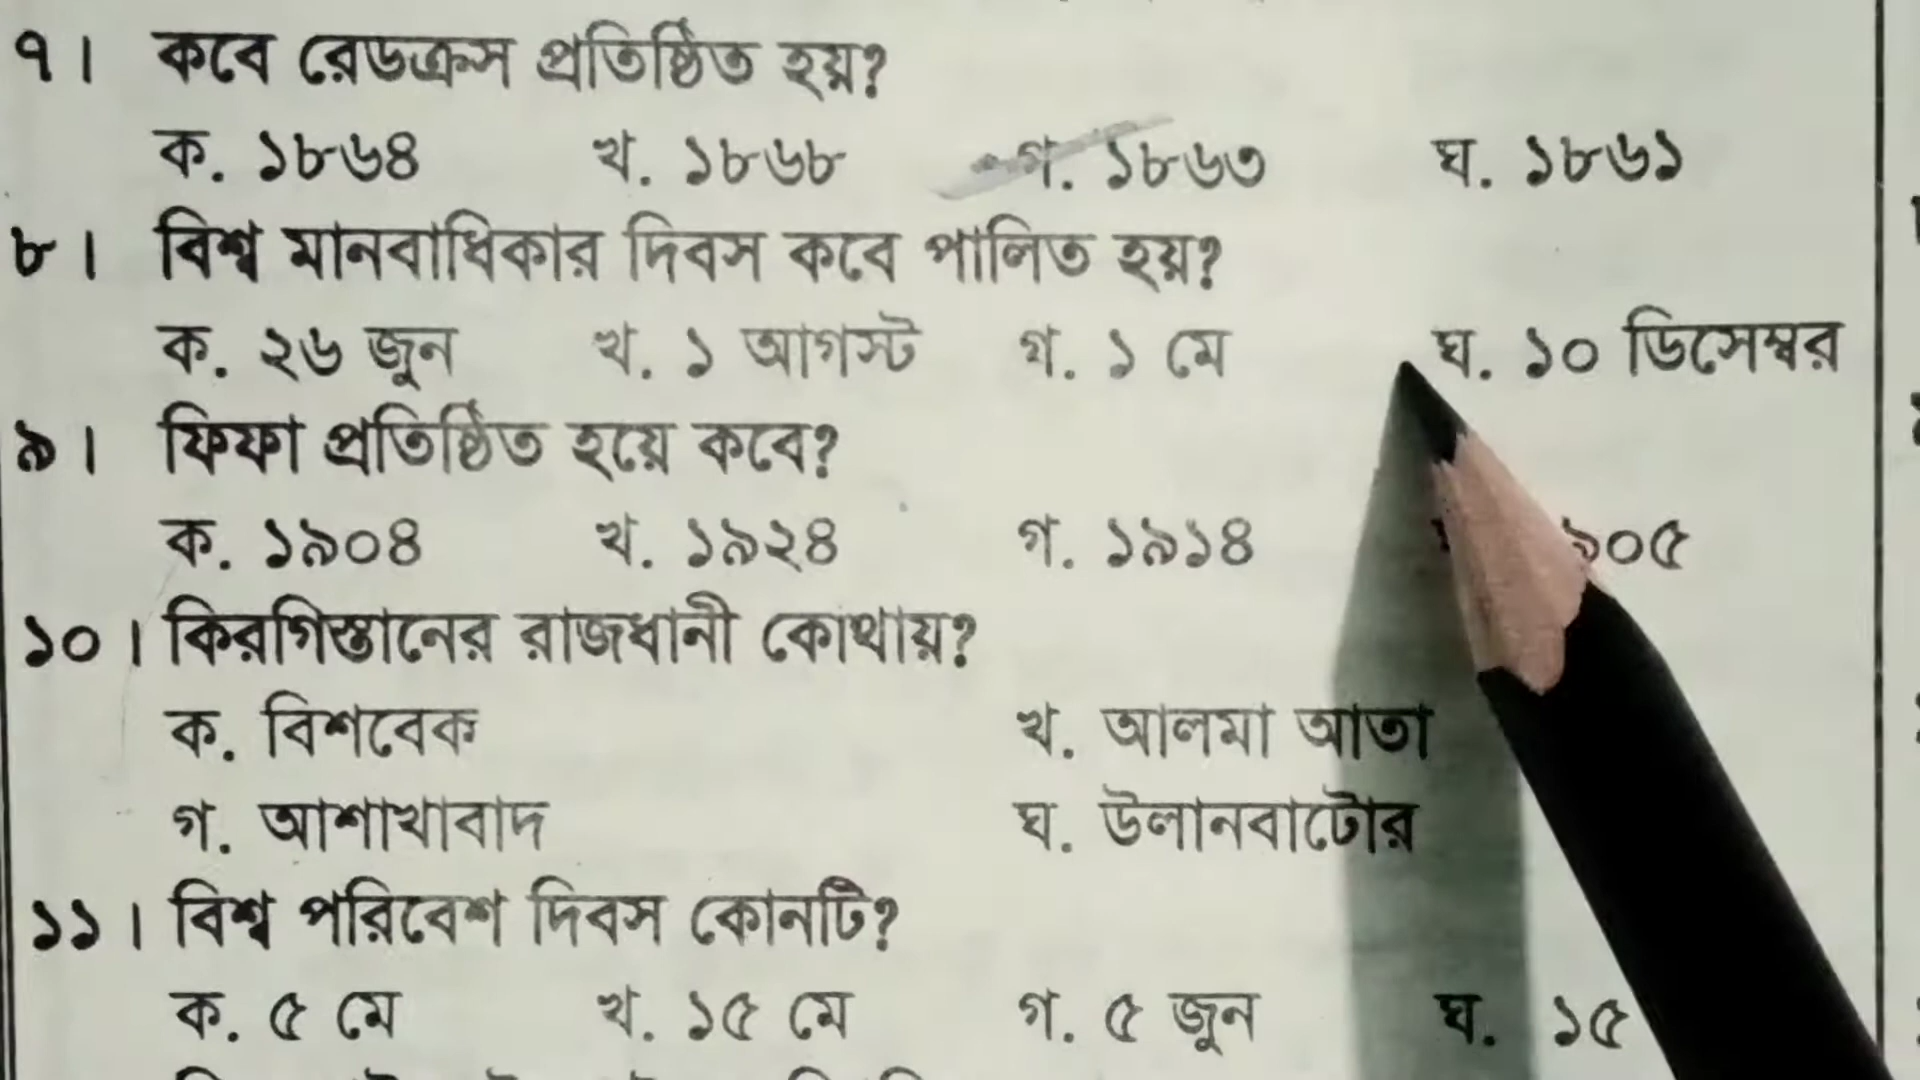 ৭। কবে রেডক্রস প্রতিষ্ঠিত হয়?
ক. ১৮৬৪ খ. ১৮৬৮ গ. ১৮৬৩ ঘ. ১৮৬১
৮। বিশ্ব মানবাধিকার দিবস কবে পালিত হয়?
ক. ২৬ জুন খ. ১ আগস্ট গ. ১ মে ঘ. ১০ ডিসেম্বর
৯। ফিফা প্রতিষ্ঠিত হয়ে কবে?
ক. ১৯০৪ খ. ১৯২৪ গ. ১৯১৪
১০। কিরগিস্তানের রাজধানী কোথায়?
ক. বিশবেক খ. আলমা আতা
গ. আশাখাবাদ ঘ. উলানবাটোর
১১। বিশ্ব পরিবেশ দিবস কোনটি?
ক. ৫ মে খ. ১৫ মে গ. ৫ জুন ঘ. ১৫